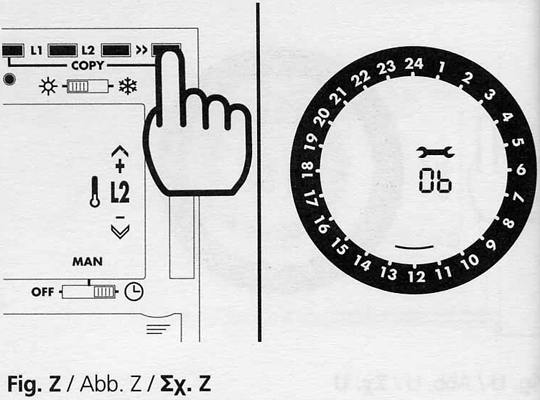 L1 L2 >>
COPY
+
L2
−
MAN
OFF
24 1 2 3 4 5 6 7 8 9 10 11 12 13 14 15 16 17 18 19 20 21 22 23
06
Fig. Z / Abb. Z / Σχ. Z